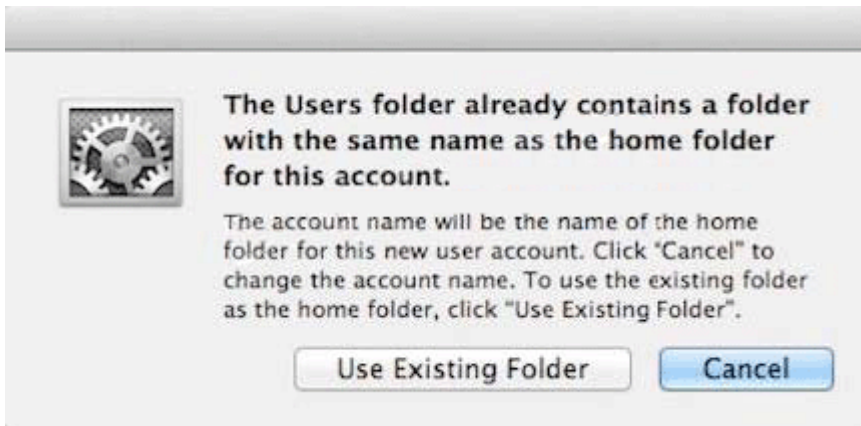 The Users folder already contains a folder
with the same name as the home folder
for this account.
The account name will be the name of the home
folder for this new user account. Click "Cancel" to
change the account name. To use the existing folder
as the home folder, click "Use Existing Folder".
Use Existing Folder
Cancel